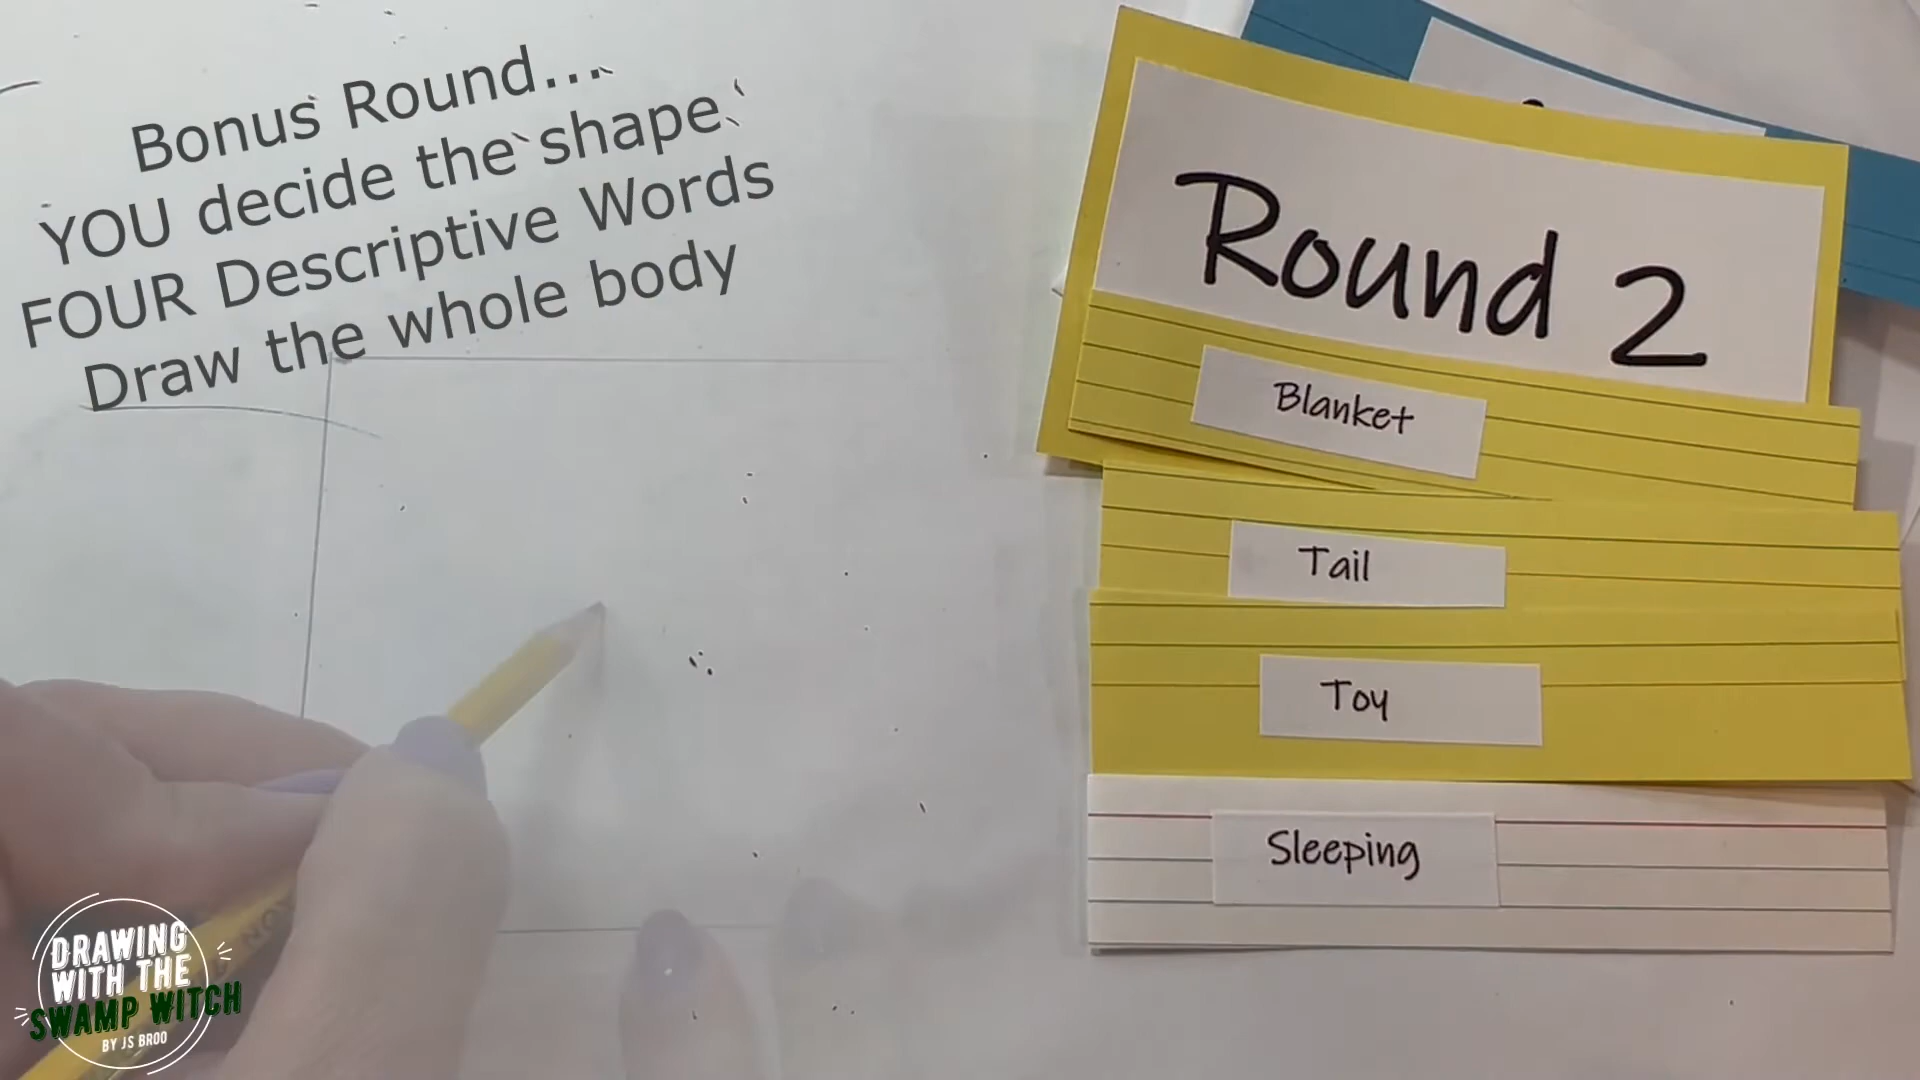 Bonus Round...
YOU decide the shape
FOUR Descriptive Words
Draw the whole body
Round 2
Blanket
Tail
Toy
Sleeping
DRAWING
WITH THE
SWAMP WITCH
BY JS BROO